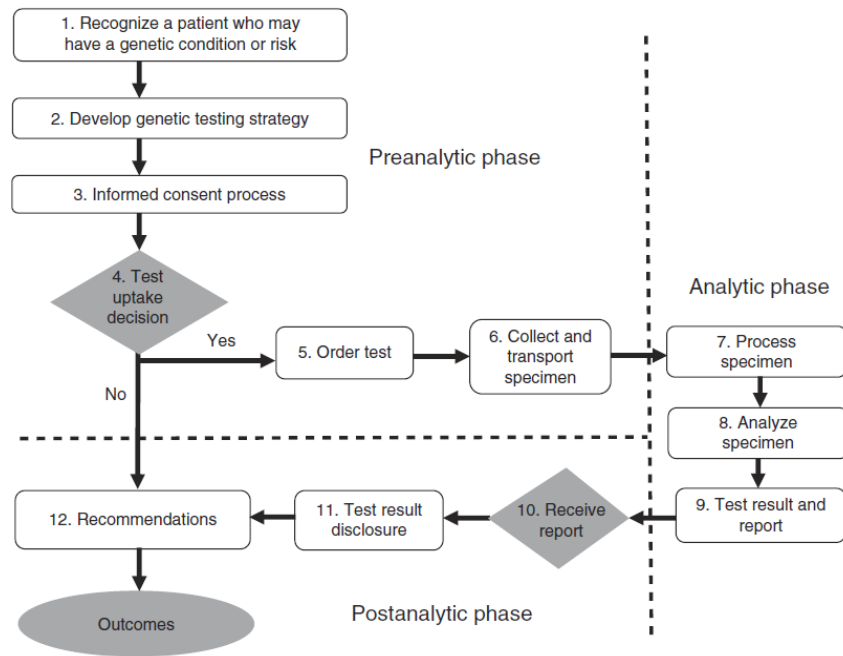 1. Recognize a patient who may
have a genetic condition or risk
2. Develop genetic testing strategy
Preanalytic phase
3. Informed consent process
4. Test
uptake
decision
Analytic phase
Yes
5. Order test
6. Collect and
transport
specimen
7. Process
specimen
No
8. Analyze
specimen
9. Test result and
report
10. Receive
report
11. Test result
disclosure
12. Recommendations
Postanalytic phase
Outcomes